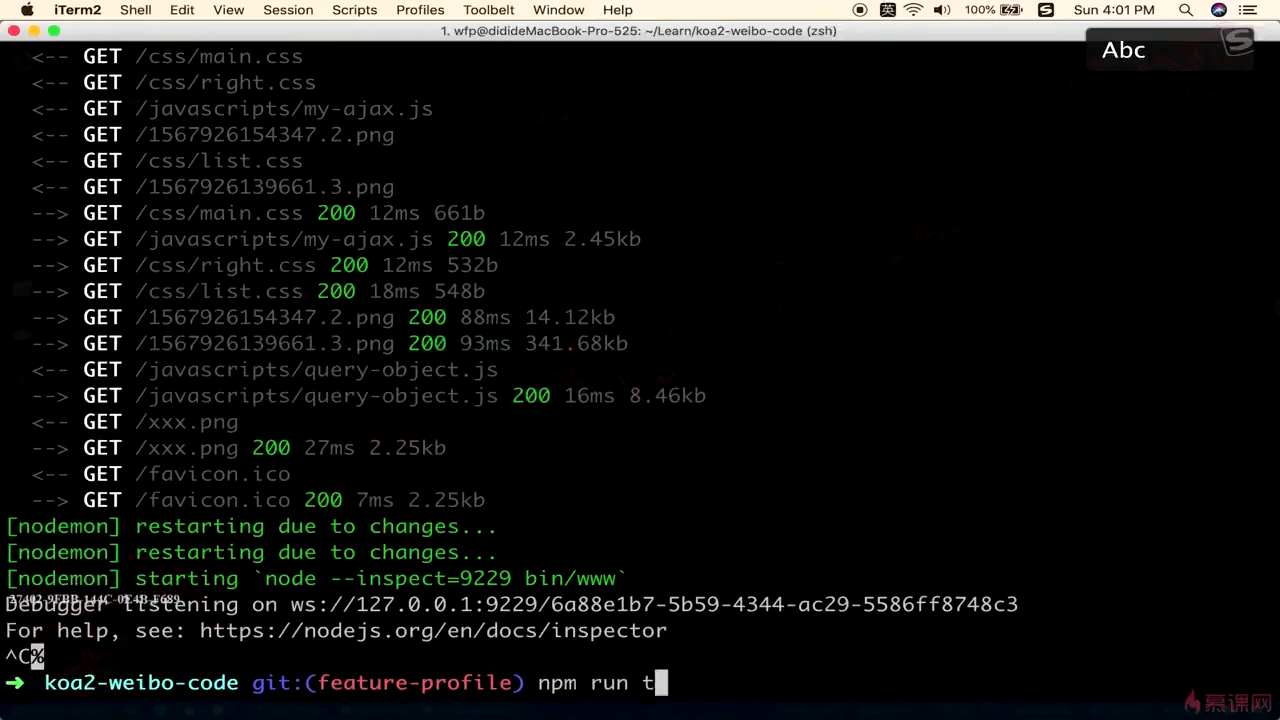 iTerm2 Shell Edit View Session Scripts Profiles Toolbelt Window Help 英 100% Sun 4:01 PM
1. wfp@didideMacBook-Pro-525: ~/Learn/koa2-weibo-code (zsh)
Abc
<-- GET /css/main.css
<-- GET /css/right.css
<-- GET /javascripts/my-ajax.js
<-- GET /1567926154347.2.png
<-- GET /css/list.css
<-- GET /1567926139661.3.png
--> GET /css/main.css 200 12ms 661b
--> GET /javascripts/my-ajax.js 200 12ms 2.45kb
--> GET /css/right.css 200 12ms 532b
--> GET /css/list.css 200 18ms 548b
--> GET /1567926154347.2.png 200 88ms 14.12kb
--> GET /1567926139661.3.png 200 93ms 341.68kb
<-- GET /javascripts/query-object.js
--> GET /javascripts/query-object.js 200 16ms 8.46kb
<-- GET /xxx.png
--> GET /xxx.png 200 27ms 2.25kb
<-- GET /favicon.ico
--> GET /favicon.ico 200 7ms 2.25kb
[nodemon] restarting due to changes...
[nodemon] restarting due to changes...
[nodemon] starting `node --inspect=9229 bin/www`
Debugger listening on ws://127.0.0.1:9229/6a88e1b7-5b59-4344-ac29-5586ff8748c3
For help, see: https://nodejs.org/en/docs/inspector
^C%
➜ koa2-weibo-code git:(feature-profile) npm run t
慕课网